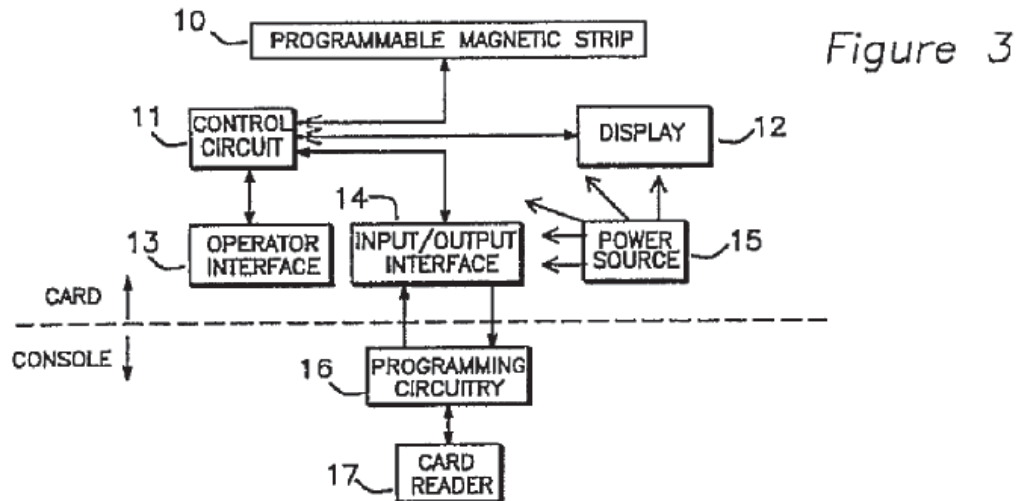 10
PROGRAMMABLE MAGNETIC STRIP
Figure 3
11
CONTROL
CIRCUIT
DISPLAY
12
13
OPERATOR
INTERFACE
14
INPUT/OUTPUT
INTERFACE
POWER
SOURCE
15
CARD
CONSOLE
16
PROGRAMMING
CIRCUITRY
17
CARD
READER